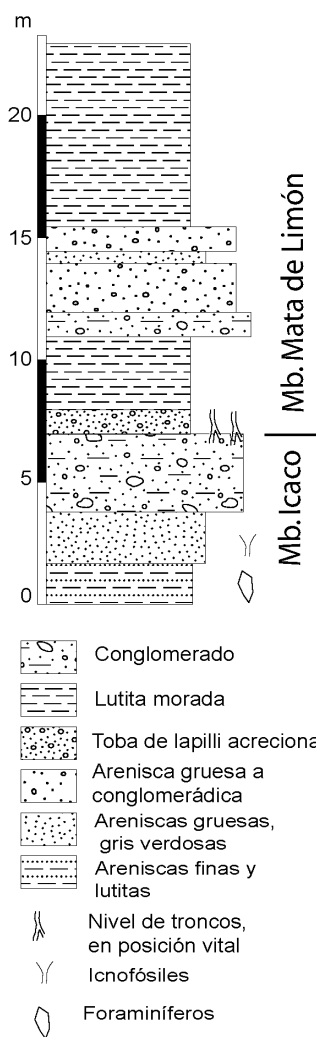 m
20
15
10
5
0
Mb. Mata de Limón
Mb. Icaco
Conglomerado
Lutita morada
Toba de lapilli acreciona
Arenisca gruesa a
conglomerádica
Areniscas gruesas,
gris verdosas
Areniscas finas y
lutitas
Nivel de troncos,
en posición vital
Icnofósiles
Foraminíferos